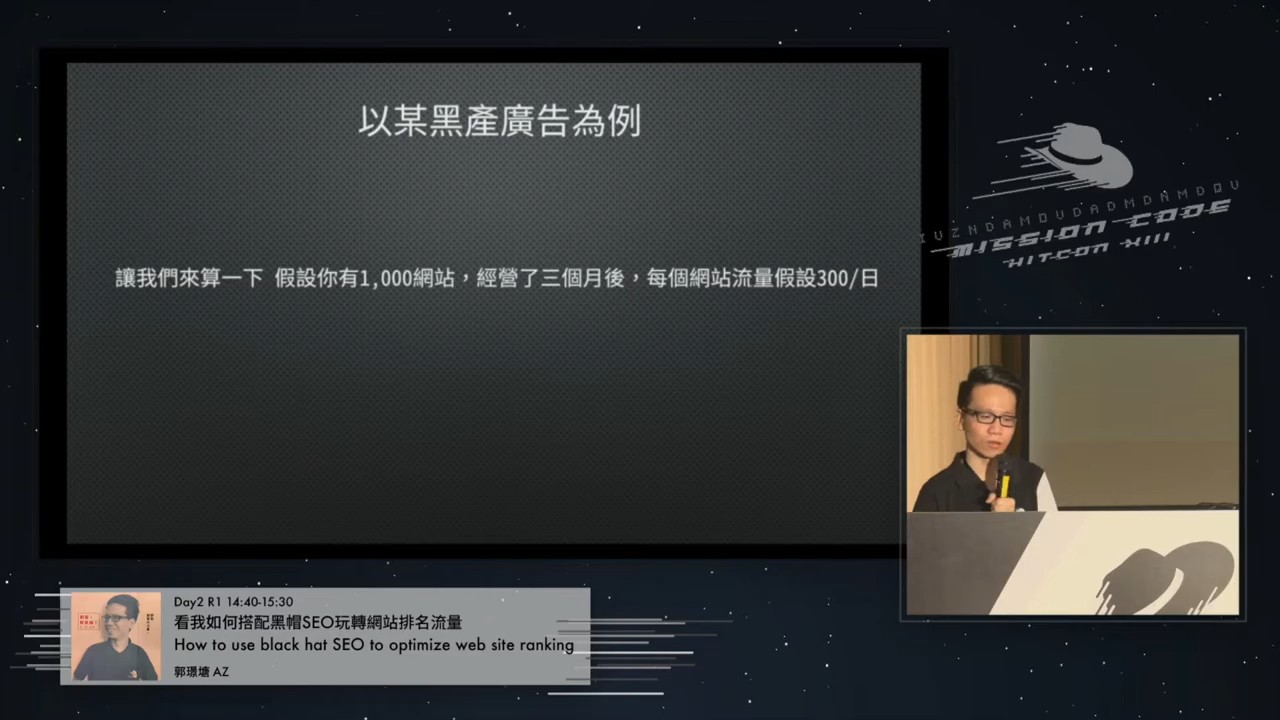 以某黑產廣告為例
讓我們來算一下 假設你有1,000網站，經營了三個月後，每個網站流量假設300/日
MISSION CODE
HITCON XIII
Day2 R1 14:40-15:30
看我如何搭配黑帽SEO玩轉網站排名流量
How to use black hat SEO to optimize web site ranking
郭璟塘 AZ